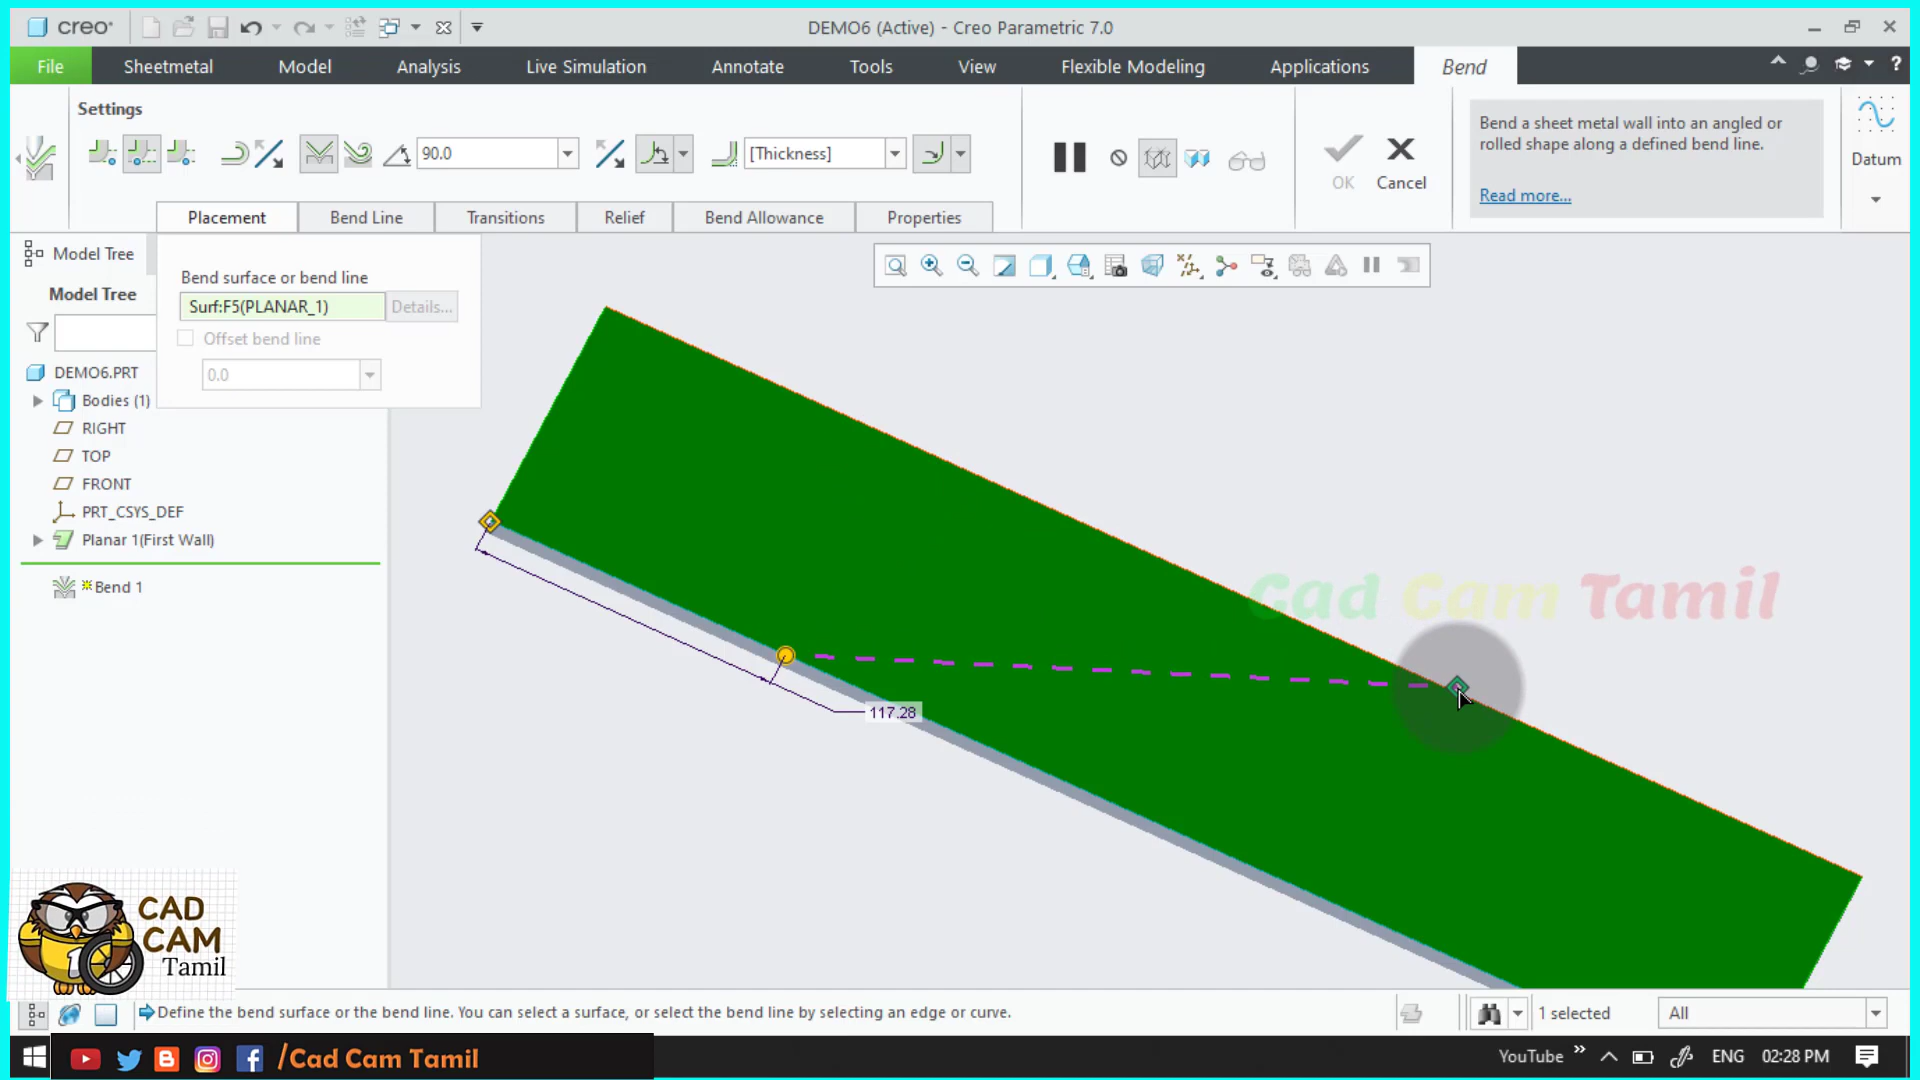 creo
DEMO6 (Active) - Creo Parametric 7.0
File
Sheetmetal
Model
Analysis
Live Simulation
Annotate
Tools
View
Flexible Modeling
Applications
Bend
?
Settings
90.0
[Thickness]
OK
Cancel
Bend a sheet metal wall into an angled or
rolled shape along a defined bend line.
Read more...
Datum
Placement
Bend Line
Transitions
Relief
Bend Allowance
Properties
Model Tree
Model Tree
Bend surface or bend line
Surf:F5(PLANAR_1)
Details...
Offset bend line
0.0
DEMO6.PRT
Bodies (1)
RIGHT
TOP
FRONT
PRT_CSYS_DEF
Planar 1(First Wall)
Bend 1
117.28
Cad Cam Tamil
CAD
CAM
Tamil
Define the bend surface or the bend line. You can select a surface, or select the bend line by selecting an edge or curve.
1 selected
All
/Cad Cam Tamil
YouTube
ENG
02:28 PM